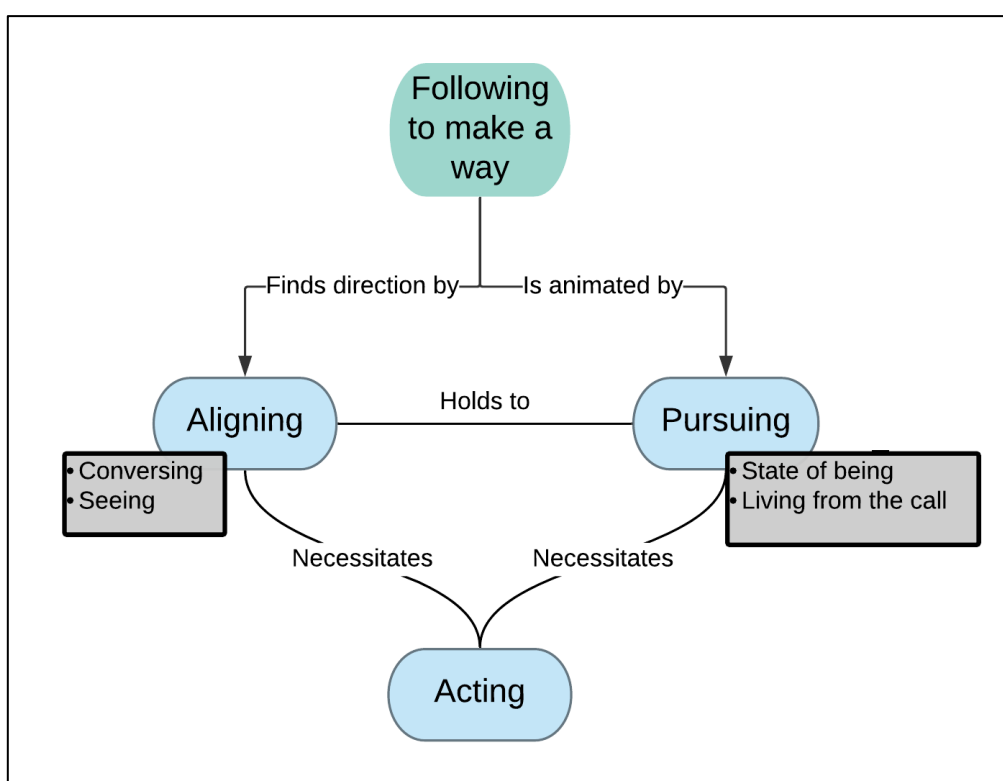 Following
to make a
way
Finds direction by
Is animated by
Aligning
Holds to
Pursuing
• Conversing
• Seeing
• State of being
• Living from the call
Necessitates
Necessitates
Acting